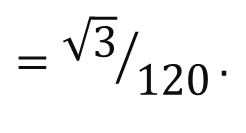 = √3/120 .